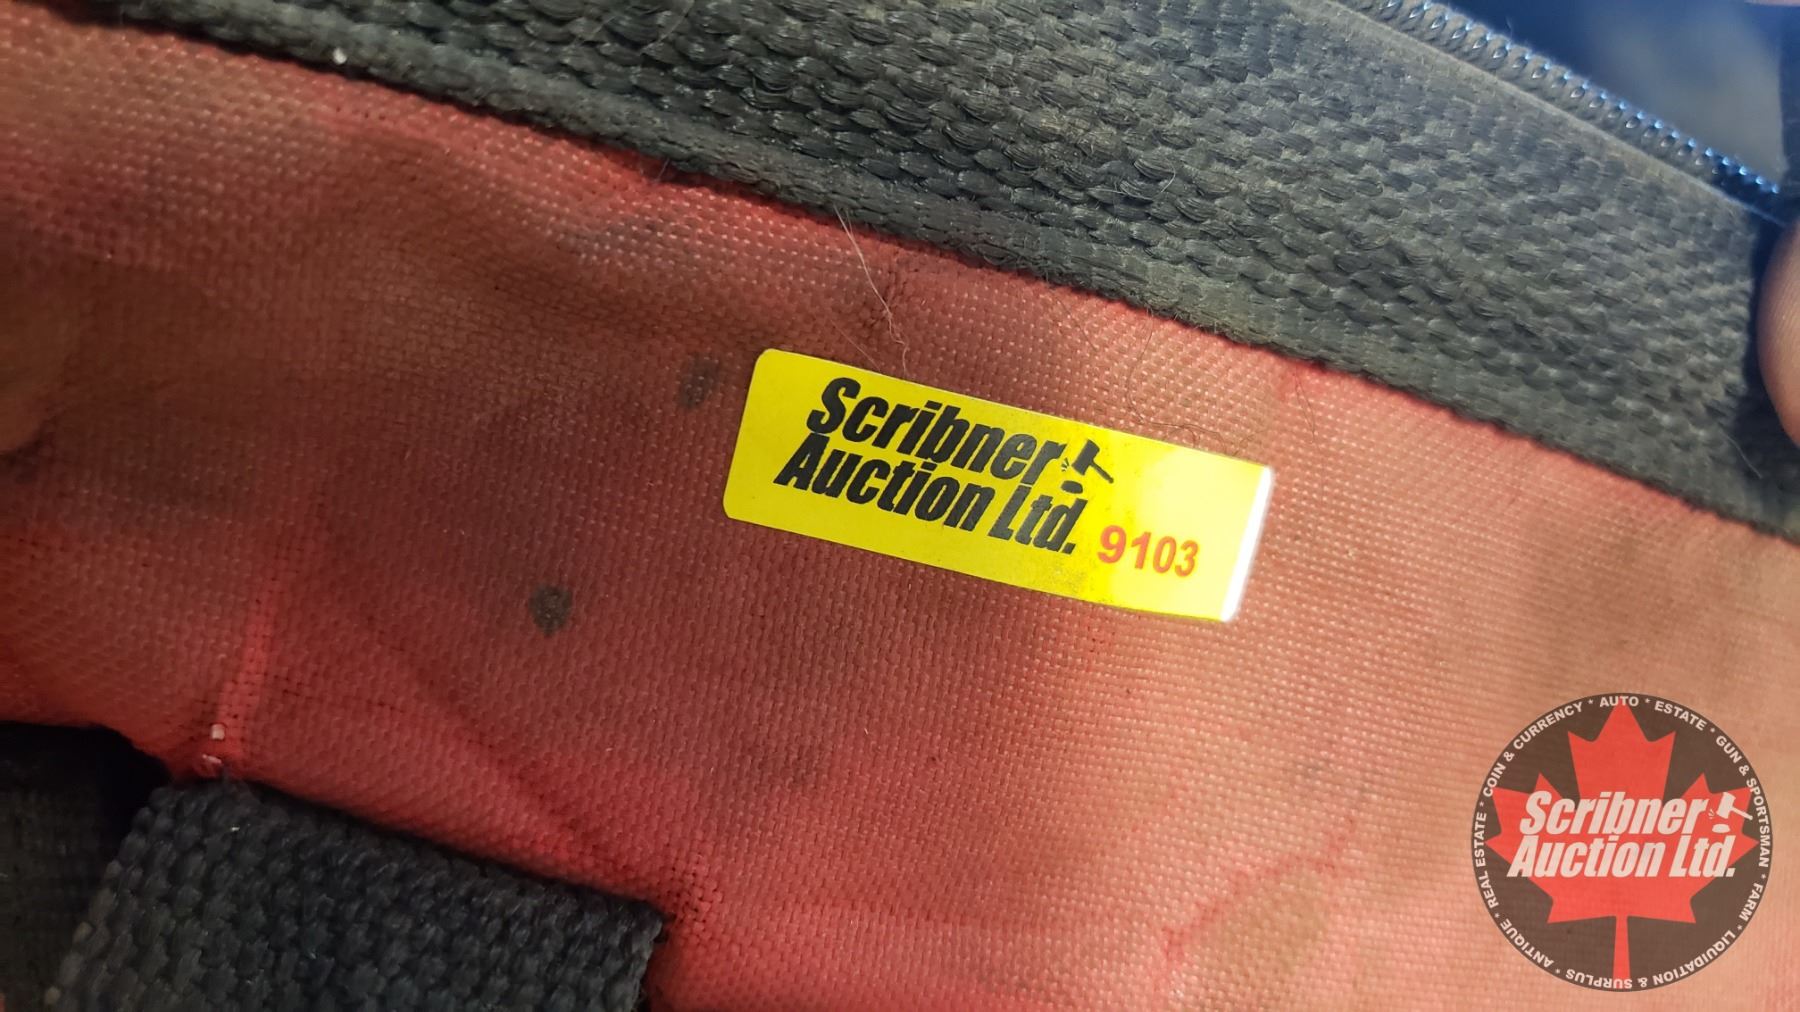 Scribner
Auction Ltd.
9103
COIN & CURRENCY * AUTO * ESTATE * GUN & SPORTSMAN * FARM * LIQUIDATION & SURPLUS * ANTIQUE * REAL ESTATE *
Scribner
Auction Ltd.